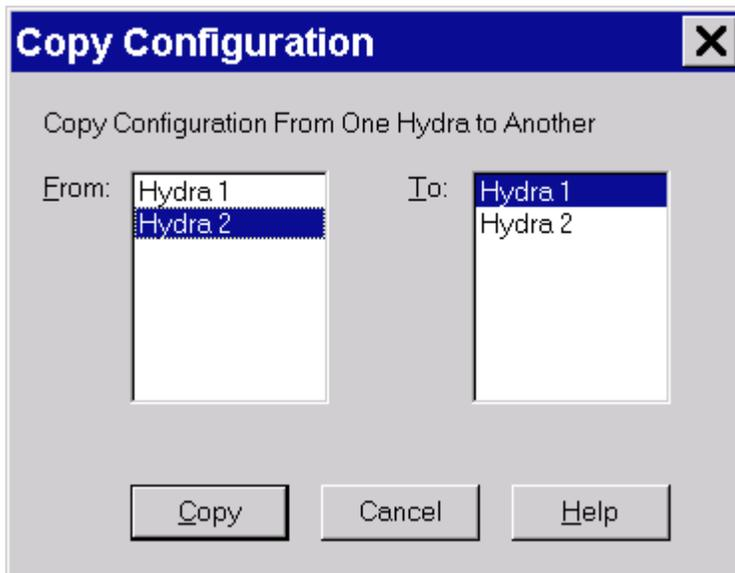 Copy Configuration
Copy Configuration From One Hydra to Another
From:
Hydra 1
Hydra 2
To:
Hydra 1
Hydra 2
Copy
Cancel
Help